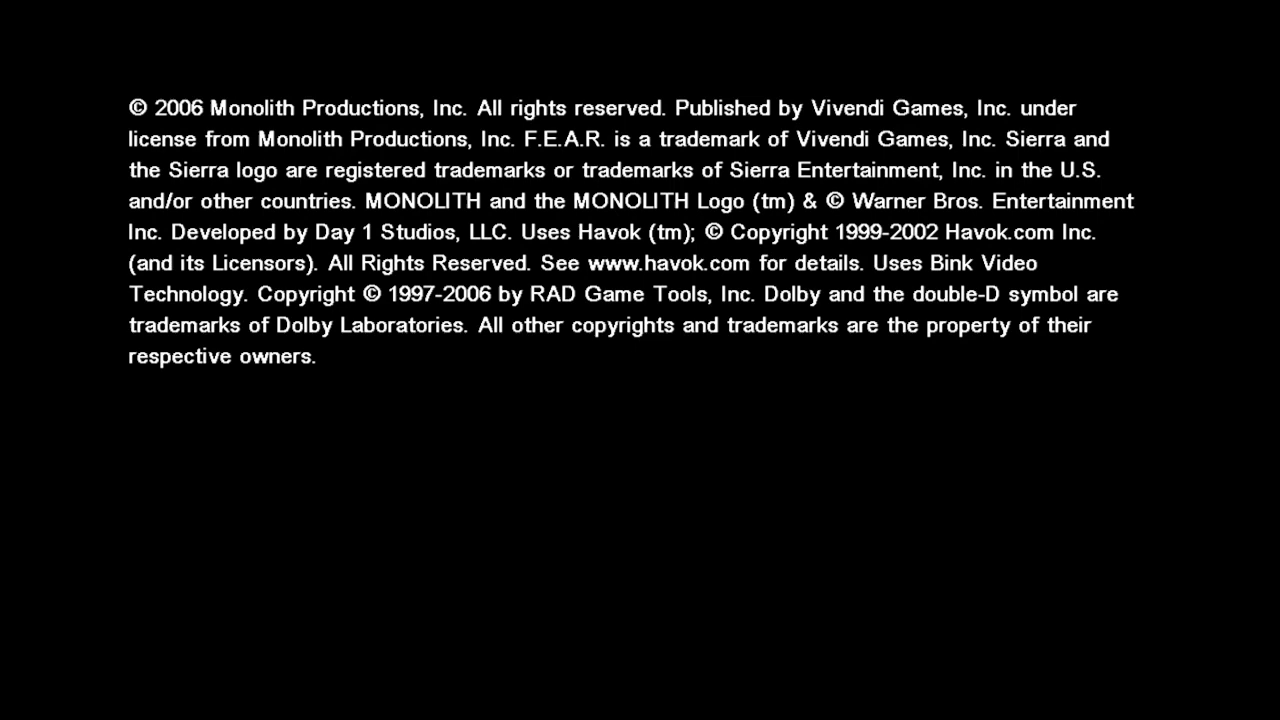 © 2006 Monolith Productions, Inc. All rights reserved. Published by Vivendi Games, Inc. under
license from Monolith Productions, Inc. F.E.A.R. is a trademark of Vivendi Games, Inc. Sierra and
the Sierra logo are registered trademarks or trademarks of Sierra Entertainment, Inc. in the U.S.
and/or other countries. MONOLITH and the MONOLITH Logo (tm) & © Warner Bros. Entertainment
Inc. Developed by Day 1 Studios, LLC. Uses Havok (tm); © Copyright 1999-2002 Havok.com Inc.
(and its Licensors). All Rights Reserved. See www.havok.com for details. Uses Bink Video
Technology. Copyright © 1997-2006 by RAD Game Tools, Inc. Dolby and the double-D symbol are
trademarks of Dolby Laboratories. All other copyrights and trademarks are the property of their
respective owners.